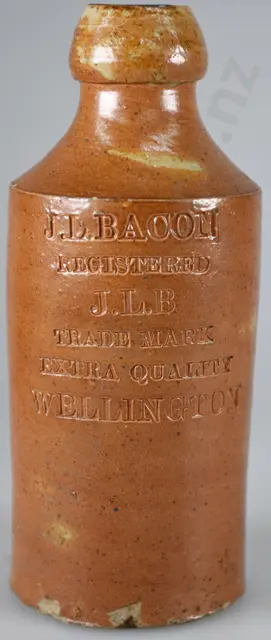 J.L.BACON
REGISTERED
J.L.B
TRADE MARK
EXTRA QUALITY
WELLINGTON